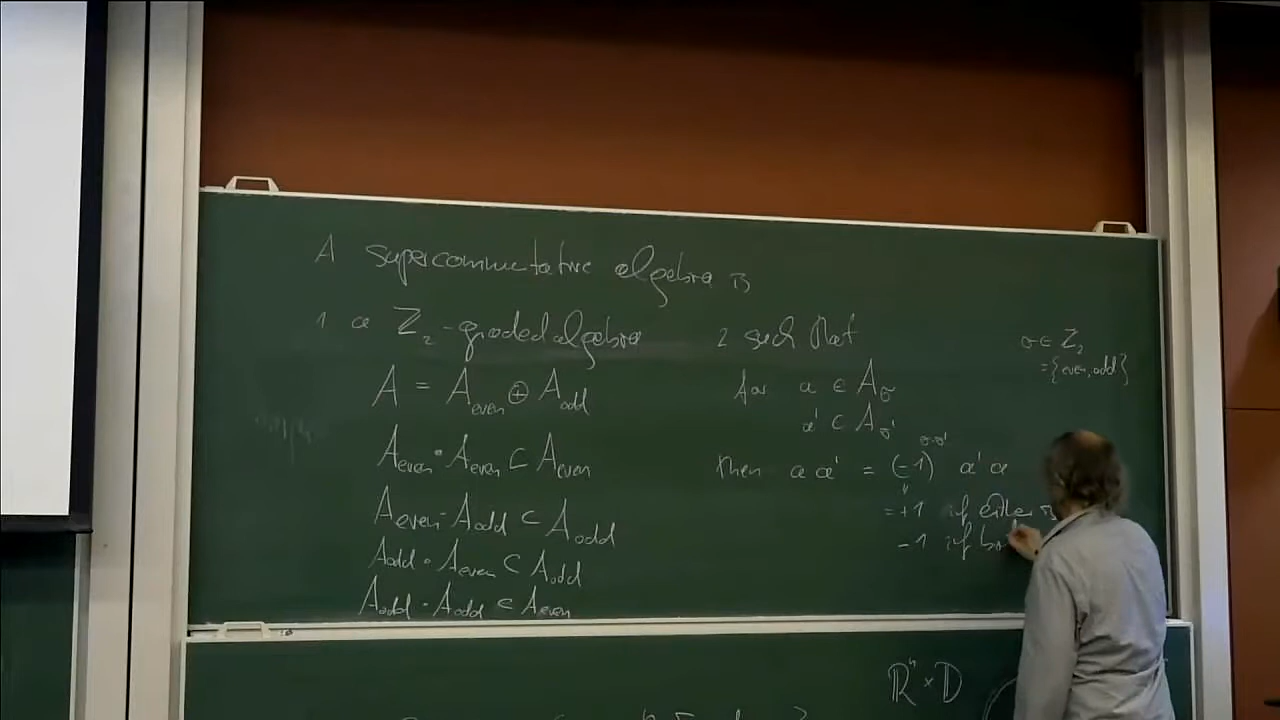 A supercommutative algebra is
1 a ℤ₂-graded algebra
A = A_even ⊕ A_odd
A_even · A_even ⊂ A_even
A_even · A_odd ⊂ A_odd
A_odd · A_even ⊂ A_odd
A_odd · A_odd ⊂ A_even
2 such that
for a ∈ A_σ
a' ⊂ A_σ'
then a a' = (-1)^{σ·σ'} a' a
= +1 if either is
-1 if bo
σ ∈ ℤ₂
= {even, odd}
ℝⁿ × 𝔻